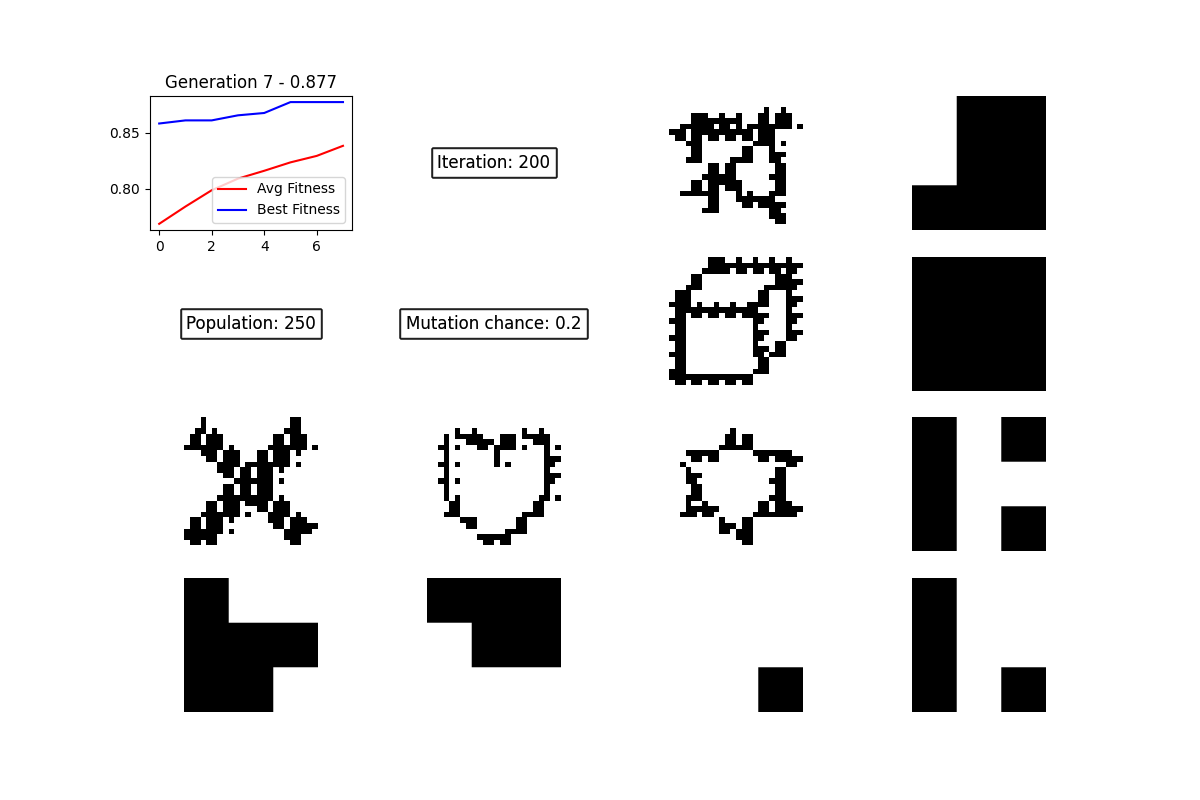 Generation 7 - 0.877
0.85
0.80
Avg Fitness
Best Fitness
0 2 4 6
Iteration: 200
Population: 250
Mutation chance: 0.2